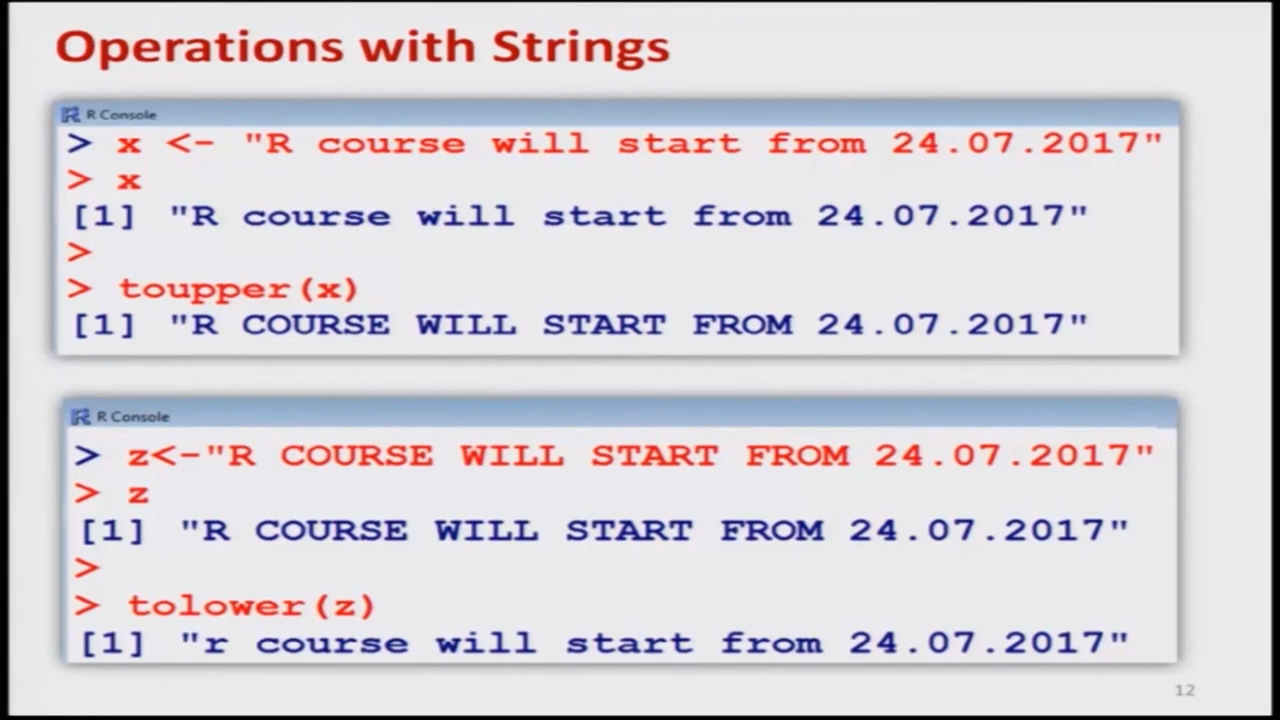 Operations with Strings
R Console
> x <- "R course will start from 24.07.2017"
> x
[1] "R course will start from 24.07.2017"
>
> toupper(x)
[1] "R COURSE WILL START FROM 24.07.2017"
R Console
> z<-"R COURSE WILL START FROM 24.07.2017"
> z
[1] "R COURSE WILL START FROM 24.07.2017"
>
> tolower(z)
[1] "r course will start from 24.07.2017"
12